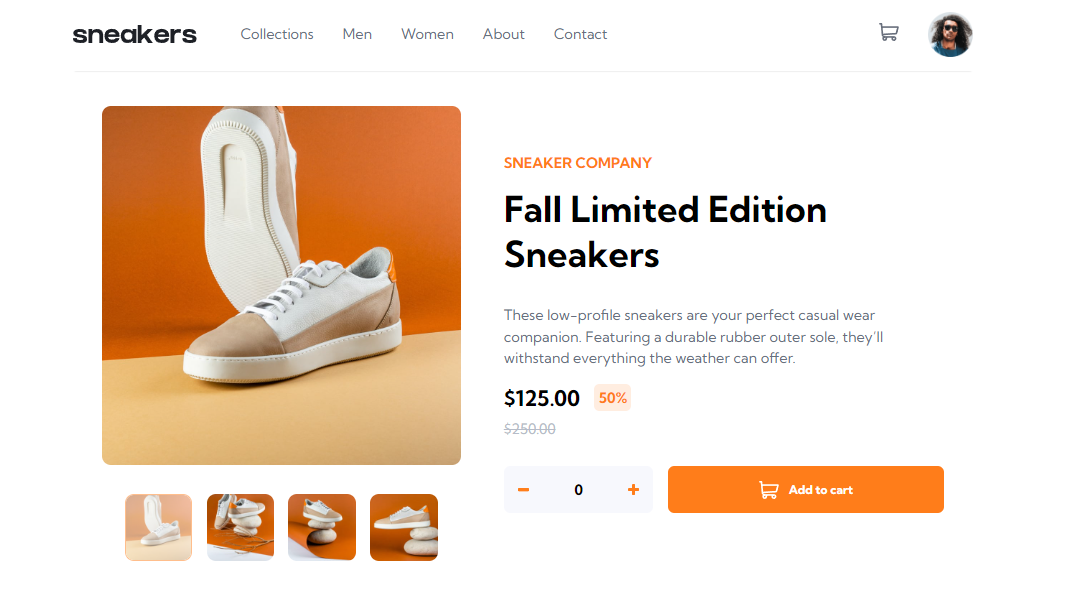 sneakers
Collections Men Women About Contact
SNEAKER COMPANY
Fall Limited Edition
Sneakers
These low-profile sneakers are your perfect casual wear
companion. Featuring a durable rubber outer sole, they'll
withstand everything the weather can offer.
$125.00 50%
$250.00
0 Add to cart